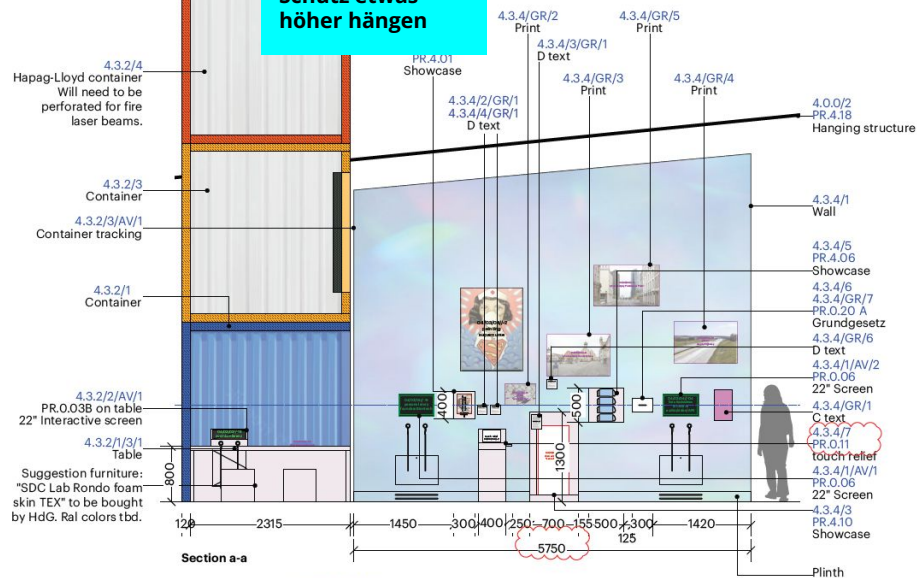 Schutz etwas
höher hängen
4.3.2/4
Hapag-Lloyd container
Will need to be
perforated for fire
laser beams.
4.3.2/3
Container
4.3.2/3/AV/1
Container tracking
4.3.2/1
Container
4.3.2/2/AV/1
PR.0.03B on table
22" Interactive screen
4.3.2/1/3/1
Table
Suggestion furniture:
"SDC Lab Rondo foam
skin TEX" to be bought
by HdG. Ral colors tbd.
PR.4.01
Showcase
4.3.4/2/GR/1
4.3.4/4/GR/1
D text
4.3.4/GR/2
Print
4.3.4/3/GR/1
D text
4.3.4/GR/3
Print
4.3.4/GR/5
Print
4.3.4/GR/4
Print
4.0.0/2
PR.4.18
Hanging structure
4.3.4/1
Wall
4.3.4/5
PR.4.06
Showcase
4.3.4/6
4.3.4/GR/7
PR.0.20 A
Grundgesetz
4.3.4/GR/6
D text
4.3.4/1/AV/2
PR.0.06
22" Screen
4.3.4/GR/1
C text
4.3.4/7
PR.0.11
touch relief
4.3.4/1/AV/1
PR.0.06
22" Screen
4.3.4/3
PR.4.10
Showcase
Plinth
400
500
1300
800
128
2315
1450
300
400
250
700
155
500
300
1420
125
5750
Section a-a